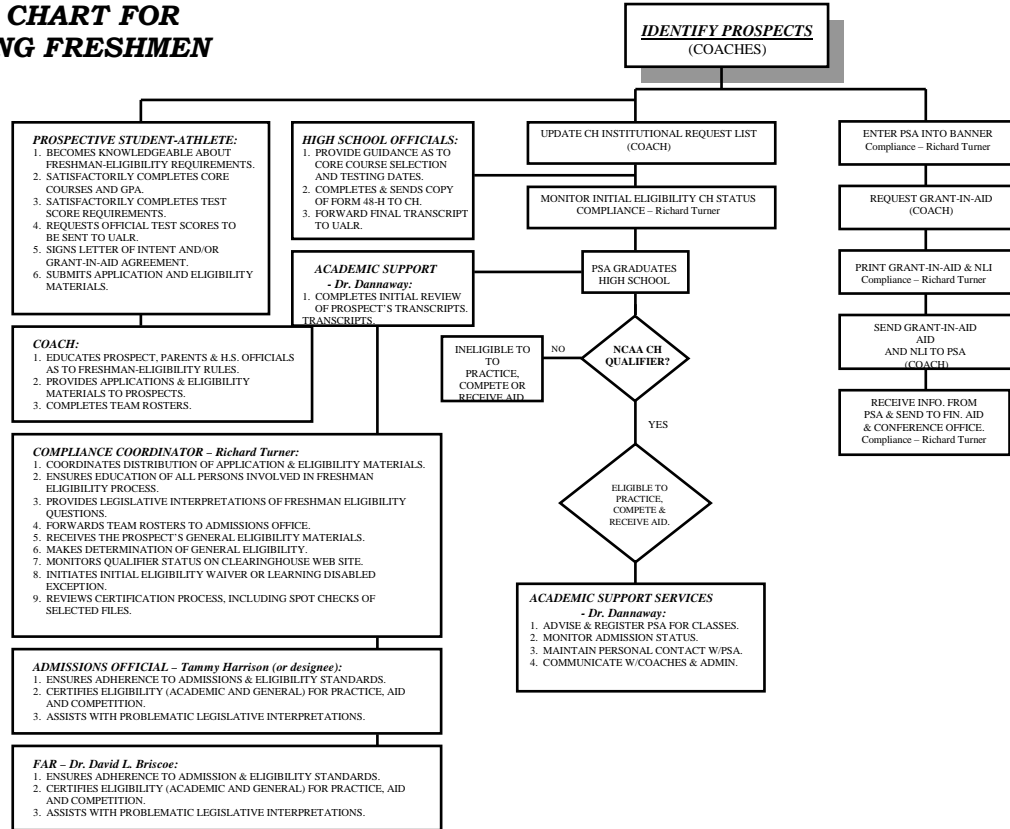 CHART FOR
NG FRESHMEN
IDENTIFY PROSPECTS
(COACHES)
PROSPECTIVE STUDENT-ATHLETE:
1. BECOMES KNOWLEDGEABLE ABOUT
FRESHMAN-ELIGIBILITY REQUIREMENTS.
2. SATISFACTORILY COMPLETES CORE
COURSES AND GPA.
3. SATISFACTORILY COMPLETES TEST
SCORE REQUIREMENTS.
4. REQUESTS OFFICIAL TEST SCORES TO
BE SENT TO UALR.
5. SIGNS LETTER OF INTENT AND/OR
GRANT-IN-AID AGREEMENT.
6. SUBMITS APPLICATION AND ELIGIBILITY
MATERIALS.
HIGH SCHOOL OFFICIALS:
1. PROVIDE GUIDANCE AS TO
CORE COURSE SELECTION
AND TESTING DATES.
2. COMPLETES & SENDS COPY
OF FORM 48-H TO CH.
3. FORWARD FINAL TRANSCRIPT
TO UALR.
ACADEMIC SUPPORT
- Dr. Dannaway:
1. COMPLETES INITIAL REVIEW
OF PROSPECT'S TRANSCRIPTS.
TRANSCRIPTS.
COACH:
1. EDUCATES PROSPECT, PARENTS & H.S. OFFICIALS
AS TO FRESHMAN-ELIGIBILITY RULES.
2. PROVIDES APPLICATIONS & ELIGIBILITY
MATERIALS TO PROSPECTS.
3. COMPLETES TEAM ROSTERS.
COMPLIANCE COORDINATOR – Richard Turner:
1. COORDINATES DISTRIBUTION OF APPLICATION & ELIGIBILITY MATERIALS.
2. ENSURES EDUCATION OF ALL PERSONS INVOLVED IN FRESHMAN
ELIGIBILITY PROCESS.
3. PROVIDES LEGISLATIVE INTERPRETATIONS OF FRESHMAN ELIGIBILITY
QUESTIONS.
4. FORWARDS TEAM ROSTERS TO ADMISSIONS OFFICE.
5. RECEIVES THE PROSPECT'S GENERAL ELIGIBILITY MATERIALS.
6. MAKES DETERMINATION OF GENERAL ELIGIBILITY.
7. MONITORS QUALIFIER STATUS ON CLEARINGHOUSE WEB SITE.
8. INITIATES INITIAL ELIGIBILITY WAIVER OR LEARNING DISABLED
EXCEPTION.
9. REVIEWS CERTIFICATION PROCESS, INCLUDING SPOT CHECKS OF
SELECTED FILES.
ADMISSIONS OFFICIAL – Tammy Harrison (or designee):
1. ENSURES ADHERENCE TO ADMISSIONS & ELIGIBILITY STANDARDS.
2. CERTIFIES ELIGIBILITY (ACADEMIC AND GENERAL) FOR PRACTICE, AID
AND COMPETITION.
3. ASSISTS WITH PROBLEMATIC LEGISLATIVE INTERPRETATIONS.
FAR – Dr. David L. Briscoe:
1. ENSURES ADHERENCE TO ADMISSION & ELIGIBILITY STANDARDS.
2. CERTIFIES ELIGIBILITY (ACADEMIC AND GENERAL) FOR PRACTICE, AID
AND COMPETITION.
3. ASSISTS WITH PROBLEMATIC LEGISLATIVE INTERPRETATIONS.
UPDATE CH INSTITUTIONAL REQUEST LIST
(COACH)
MONITOR INITIAL ELIGIBILITY CH STATUS
COMPLIANCE – Richard Turner
PSA GRADUATES
HIGH SCHOOL
NCAA CH
QUALIFIER?
NO
INELIGIBLE TO
TO
PRACTICE,
COMPETE OR
RECEIVE AID
YES
ELIGIBLE TO
PRACTICE,
COMPETE &
RECEIVE AID.
ACADEMIC SUPPORT SERVICES
- Dr. Dannaway:
1. ADVISE & REGISTER PSA FOR CLASSES.
2. MONITOR ADMISSION STATUS.
3. MAINTAIN PERSONAL CONTACT W/PSA.
4. COMMUNICATE W/COACHES & ADMIN.
ENTER PSA INTO BANNER
Compliance – Richard Turner
REQUEST GRANT-IN-AID
(COACH)
PRINT GRANT-IN-AID & NLI
Compliance – Richard Turner
SEND GRANT-IN-AID
AID
AND NLI TO PSA
(COACH)
RECEIVE INFO. FROM
PSA & SEND TO FIN. AID
& CONFERENCE OFFICE.
Compliance – Richard Turner